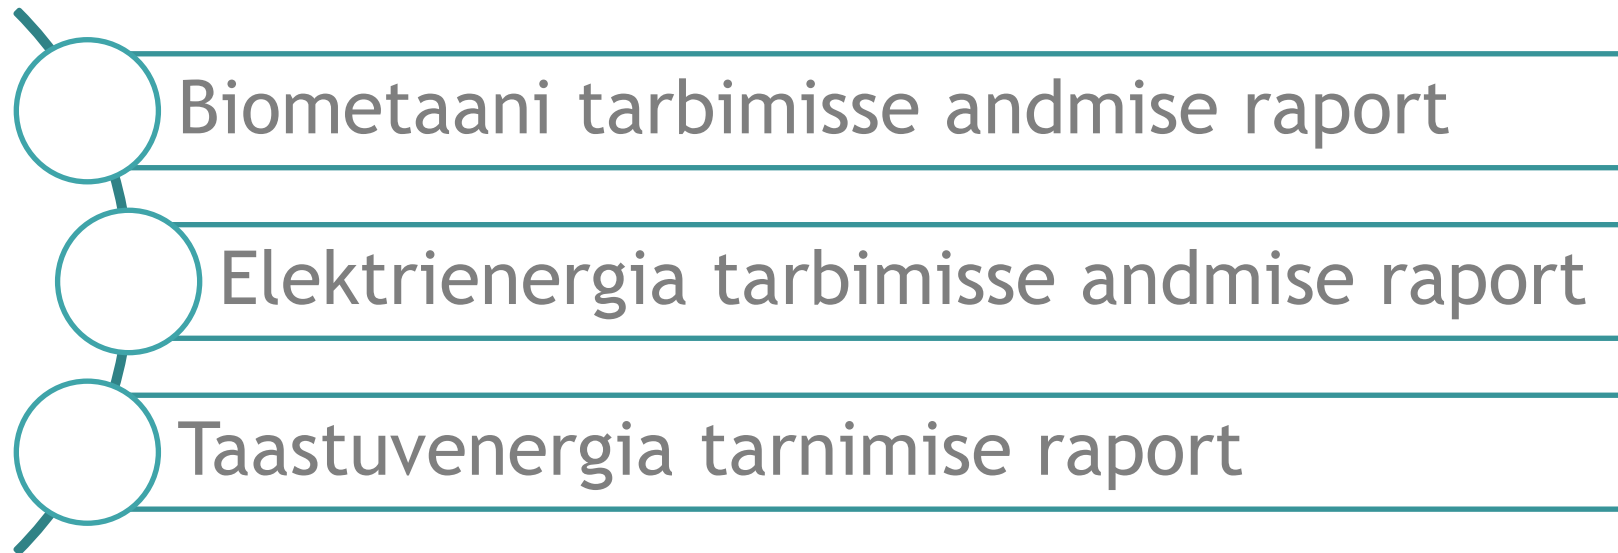 Biometaani tarbimisse andmise raport
Elektrienergia tarbimisse andmise raport
Taastuvenergia tarnimise raport